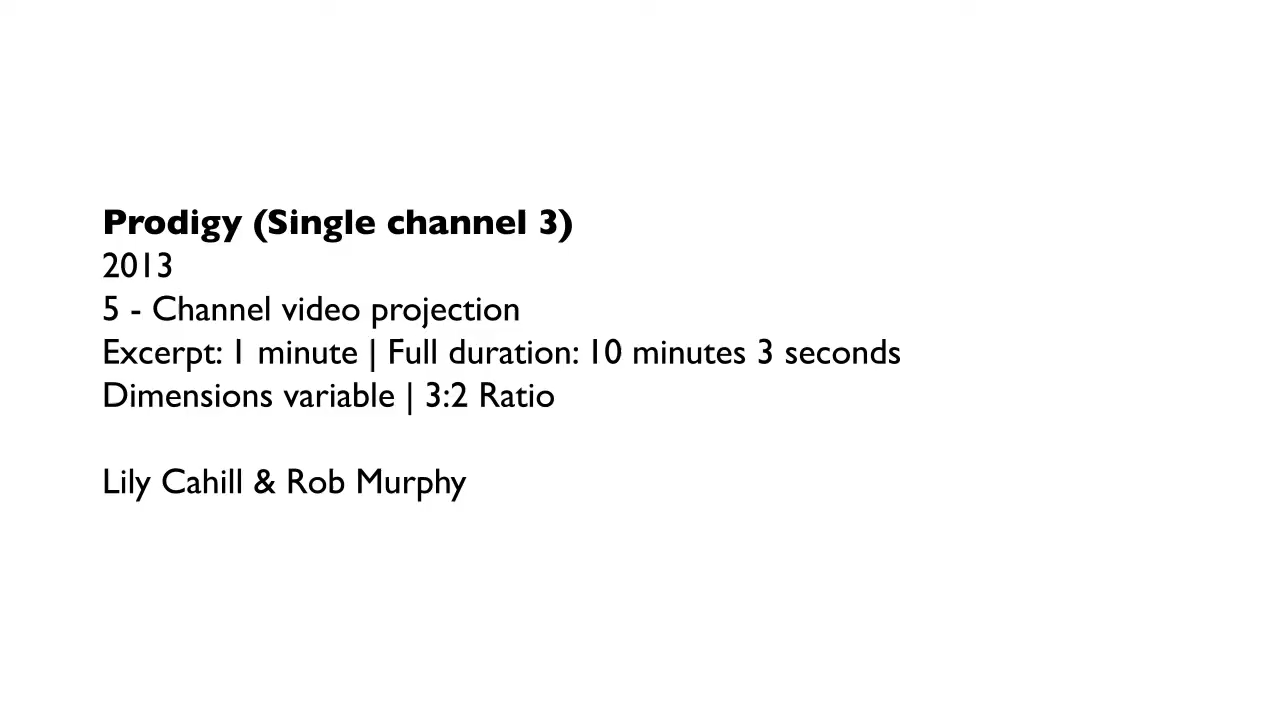 Prodigy (Single channel 3)
2013
5 - Channel video projection
Excerpt: 1 minute | Full duration: 10 minutes 3 seconds
Dimensions variable | 3:2 Ratio
Lily Cahill & Rob Murphy